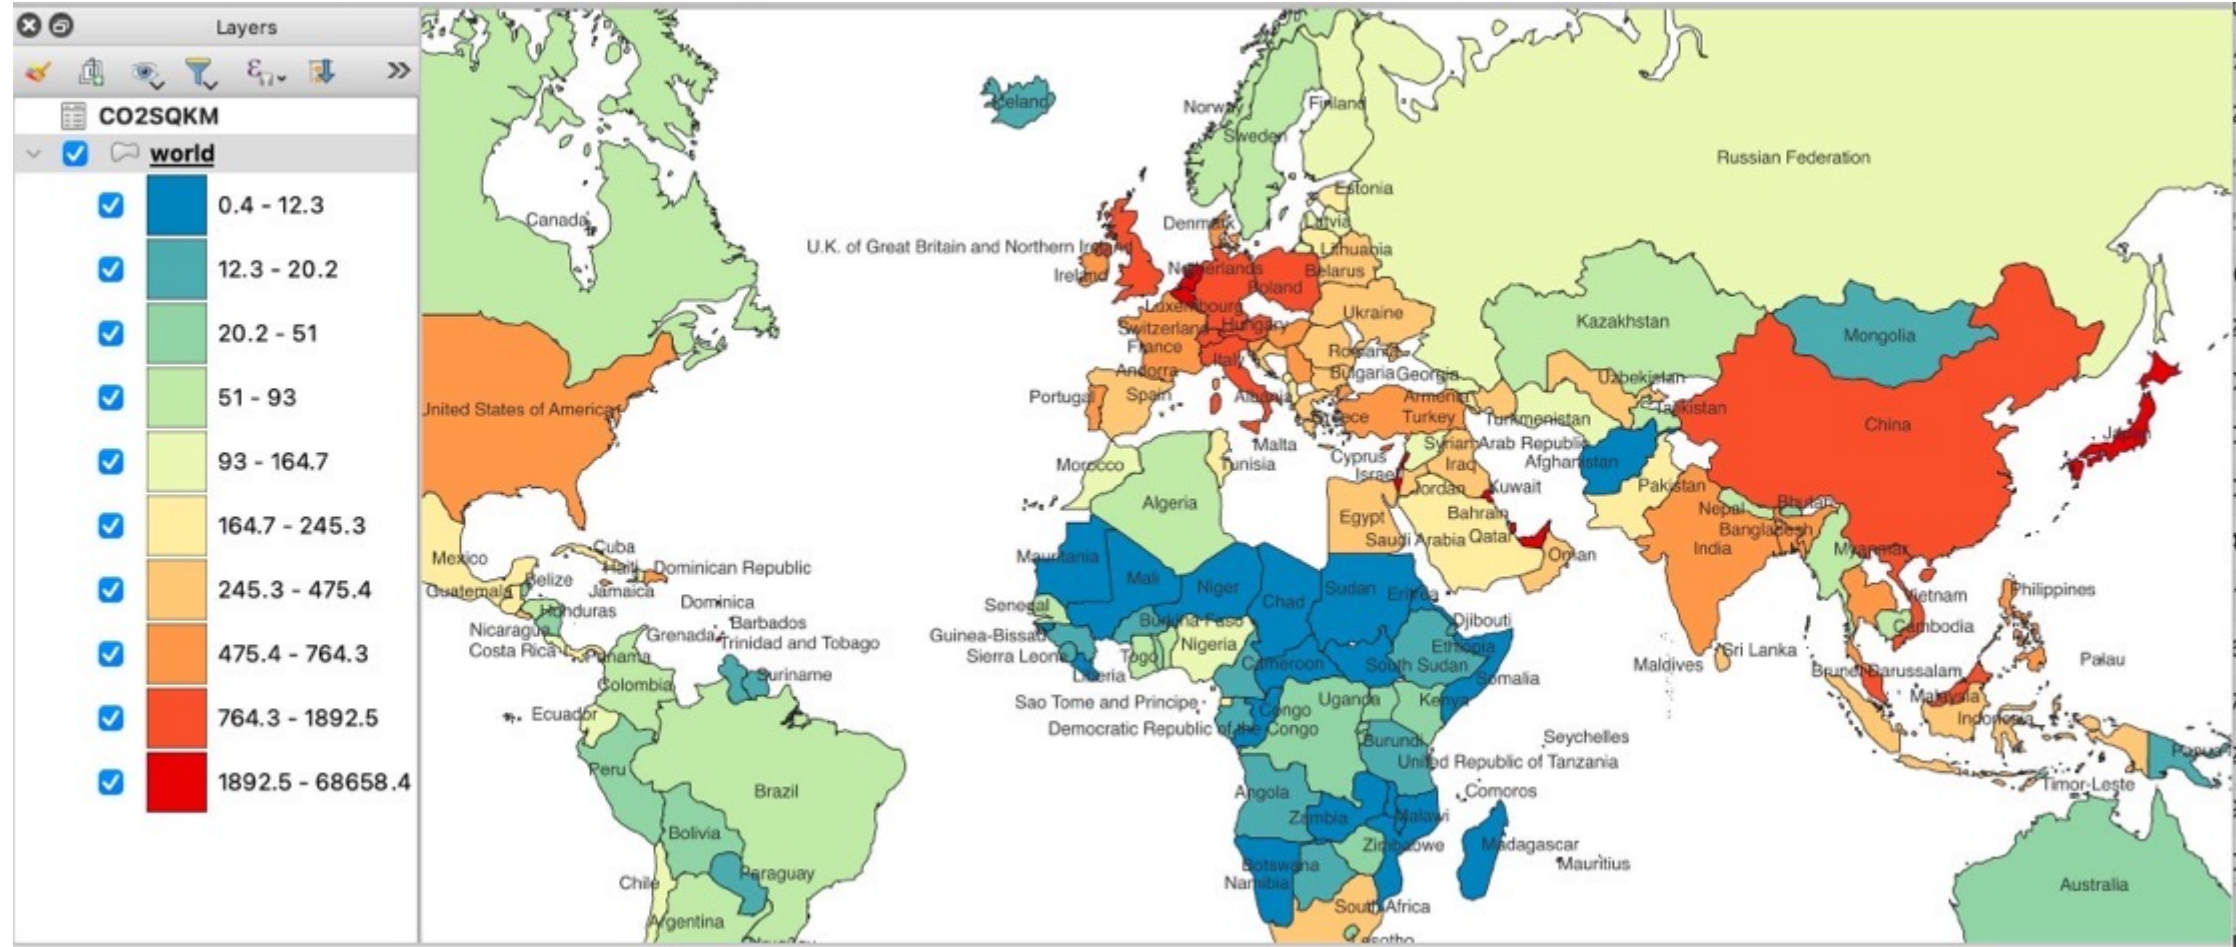 Layers
CO2SQKM
world
0.4 - 12.3
12.3 - 20.2
20.2 - 51
51 - 93
93 - 164.7
164.7 - 245.3
245.3 - 475.4
475.4 - 764.3
764.3 - 1892.5
1892.5 - 68658.4
Iceland
Norway
Finland
Sweden
Russian Federation
Estonia
Canada
Denmark
Latvia
U.K. of Great Britain and Northern Ireland
Lithuania
Ireland
Netherlands
Belarus
Poland
Luxembourg
Ukraine
Switzerland
Hungary
Kazakhstan
Mongolia
France
Italy
Romania
Andorra
Bulgaria
Georgia
Uzbekistan
Portugal
Spain
Albania
Armenia
United States of America
Greece
Turkey
Turkmenistan
Tajikistan
China
Japan
Malta
Syrian Arab Republic
Cyprus
Morocco
Tunisia
Iraq
Afghanistan
Israel
Jordan
Kuwait
Pakistan
Algeria
Egypt
Bahrain
Nepal
Bhutan
Saudi Arabia
Qatar
Bangladesh
Cuba
Mexico
Mauritania
Oman
India
Myanmar
Haiti
Dominican Republic
Belize
Mali
Niger
Sudan
Eritrea
Guatemala
Jamaica
Chad
Vietnam
Philippines
Honduras
Dominica
Senegal
Barbados
Burkina Faso
Djibouti
Nicaragua
Grenada
Trinidad and Tobago
Guinea-Bissau
Nigeria
Ethiopia
Cambodia
Costa Rica
Panama
Sierra Leone
Togo
Cameroon
South Sudan
Sri Lanka
Maldives
Palau
Suriname
Liberia
Somalia
Brunei Darussalam
Colombia
Sao Tome and Principe
Uganda
Kenya
Malaysia
Ecuador
Congo
Indonesia
Democratic Republic of the Congo
Burundi
Seychelles
Peru
United Republic of Tanzania
Papua
Brazil
Angola
Comoros
Timor-Leste
Zambia
Malawi
Bolivia
Zimbabwe
Madagascar
Botswana
Mauritius
Paraguay
Chile
Namibia
Australia
South Africa
Argentina
Uruguay
Lesotho